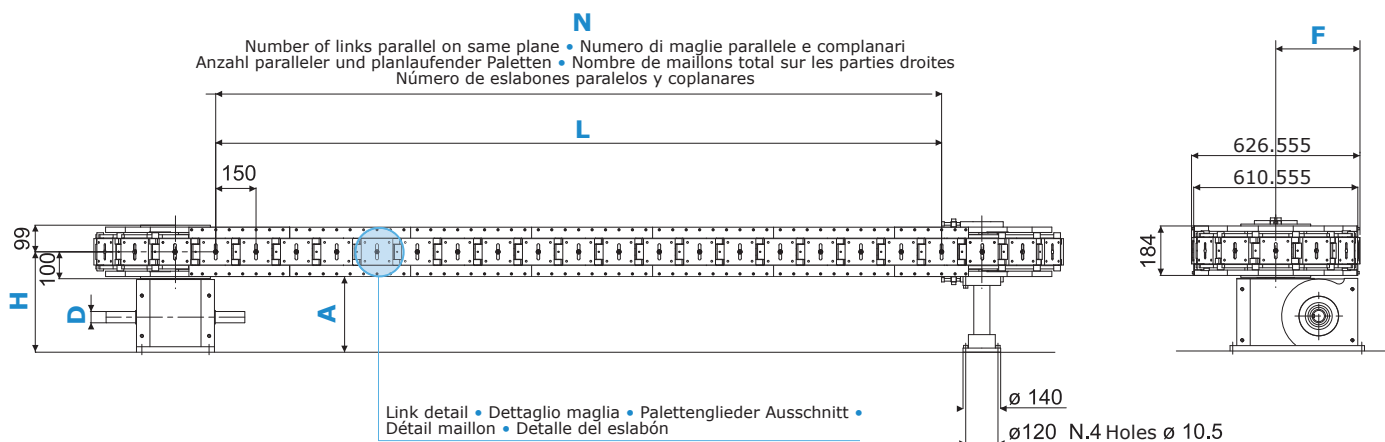 N
Number of links parallel on same plane • Numero di maglie parallele e complanari
Anzahl paralleler und planlaufender Paletten • Nombre de maillons total sur les parties droites
Número de eslabones paralelos y coplanares
F
L
626.555
610.555
150
99
100
184
H
D
A
Link detail • Dettaglio maglia • Palettenglieder Ausschnitt •
Détail maillon • Detalle del eslabón
ø 140
ø120 N.4 Holes ø 10.5